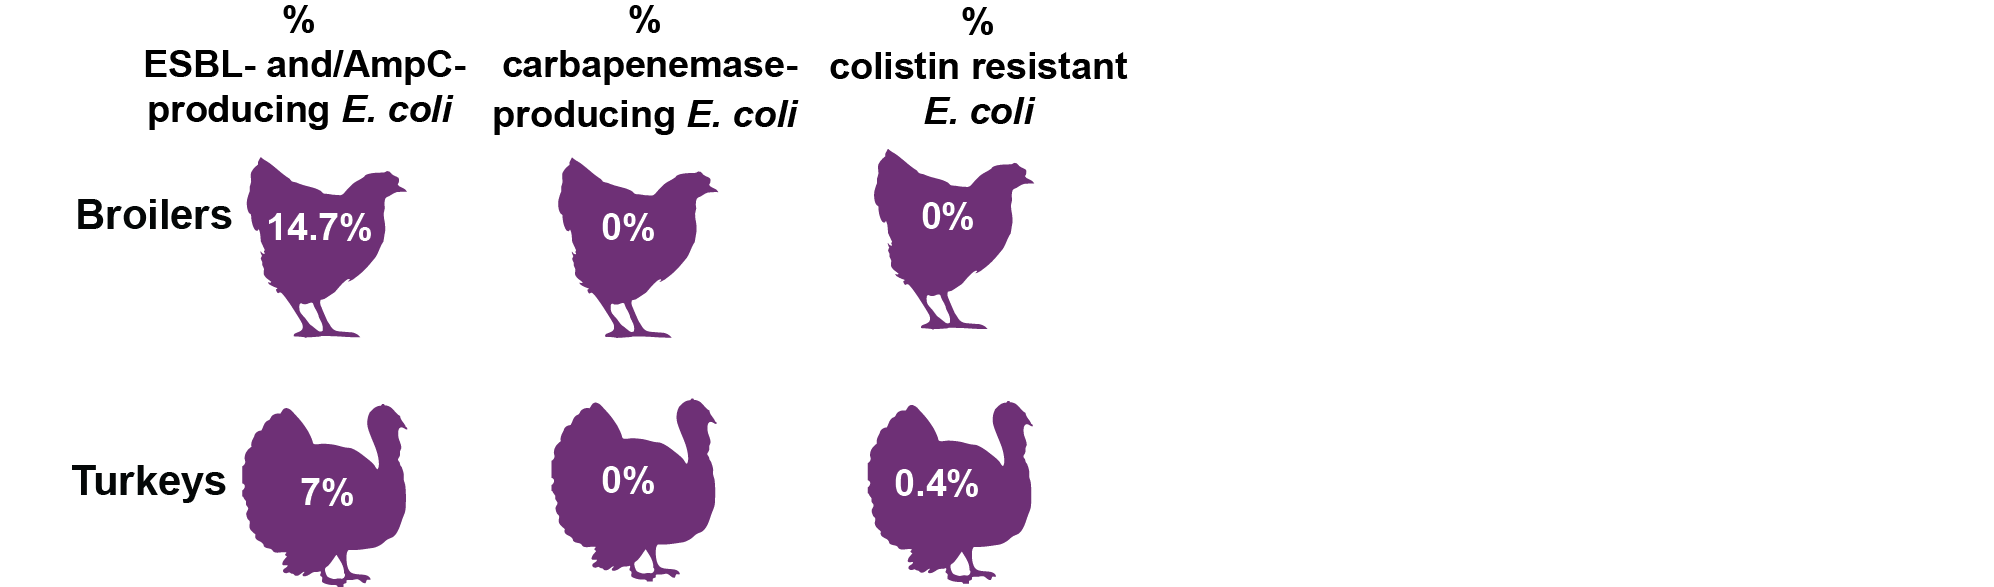 %
ESBL- and/AmpC-
producing E. coli
%
carbapenemase-
producing E. coli
%
colistin resistant
E. coli
Broilers
14.7%
0%
0%
Turkeys
7%
0%
0.4%